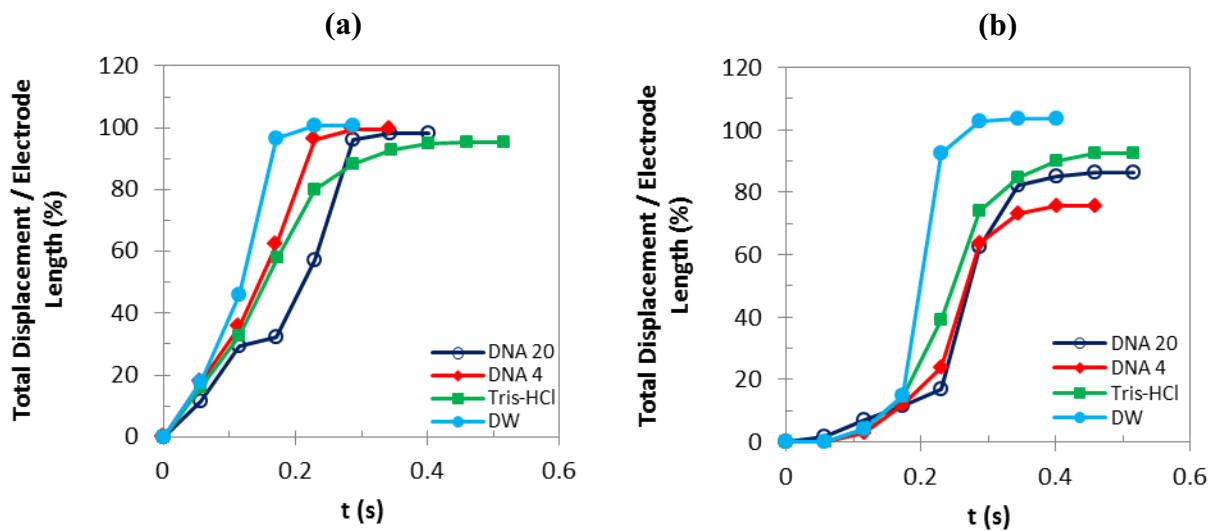 (a)
Total Displacement / Electrode
Length (%)
120
100
80
60
40
20
0
0
0.2
0.4
0.6
t (s)
DNA 20
DNA 4
Tris-HCl
DW
(b)
Total Displacement / Electrode
Length (%)
120
100
80
60
40
20
0
0
0.2
0.4
0.6
t (s)
DNA 20
DNA 4
Tris-HCl
DW